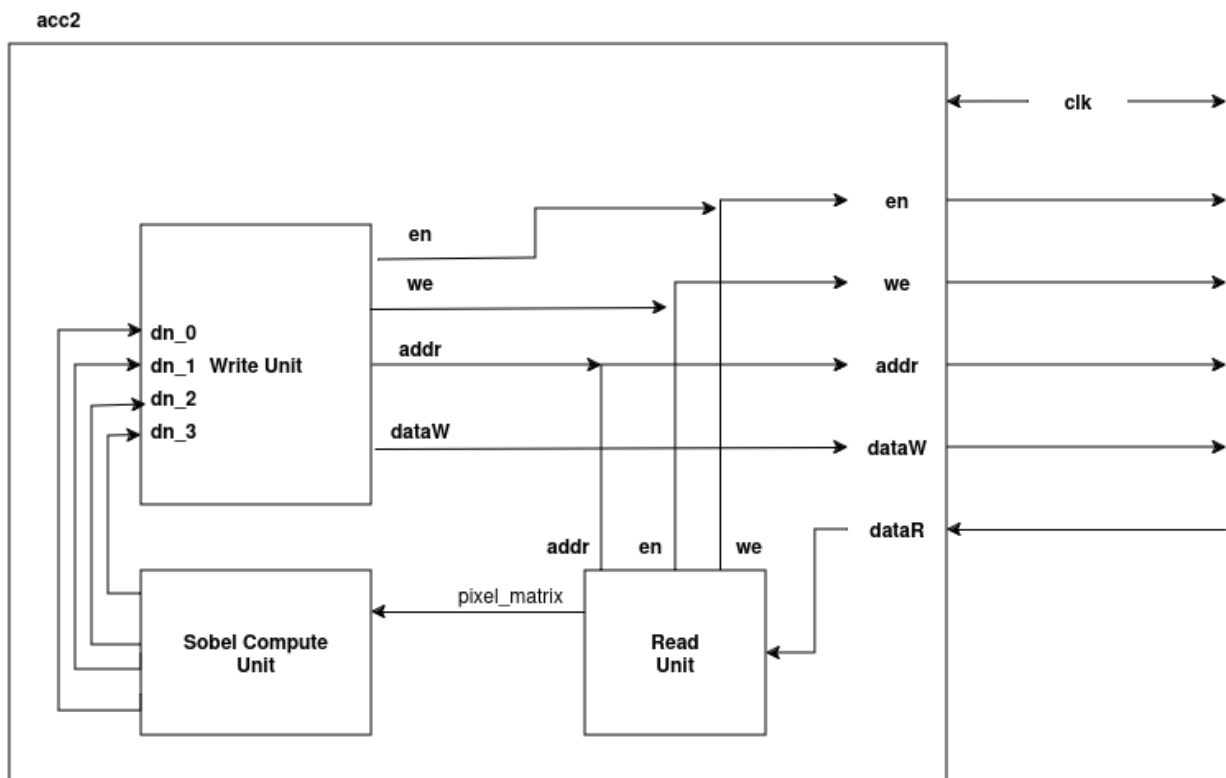 acc2
clk
en
en
we
we
dn_0
dn_1 Write Unit
addr
addr
dn_2
dn_3
dataW
dataW
dataR
addr en we
pixel_matrix
Sobel Compute
Unit
Read
Unit